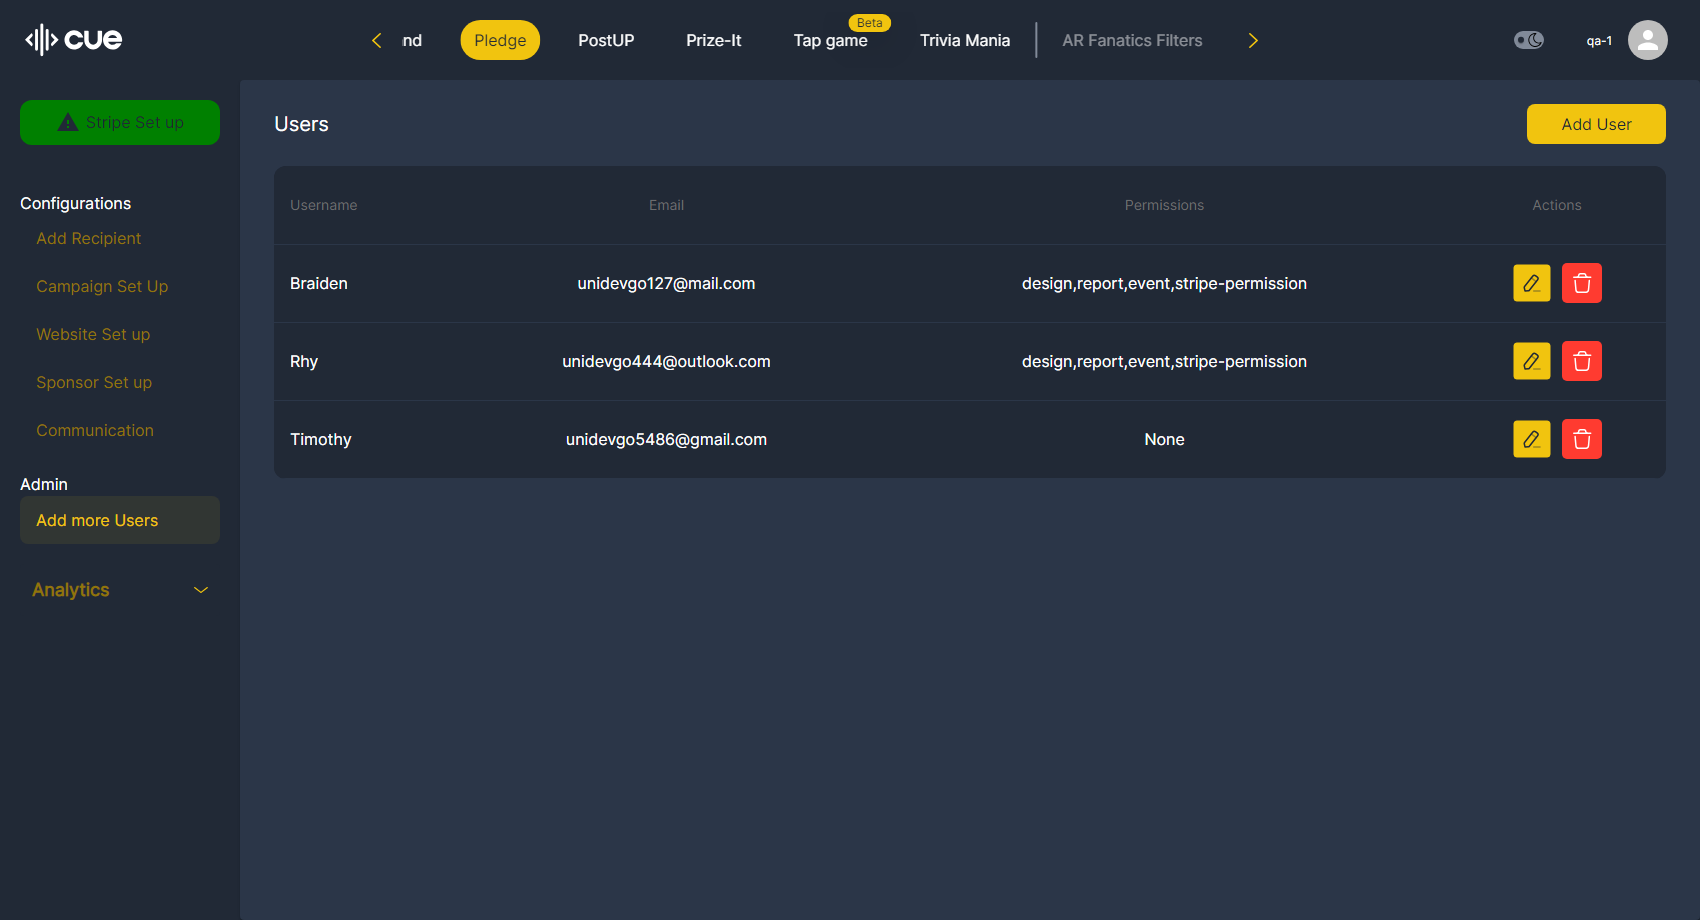 cue
nd
Pledge
PostUP
Prize-It
Tap game
Beta
Trivia Mania
AR Fanatics Filters
qa-1
Stripe Set up
Configurations
Add Recipient
Campaign Set Up
Website Set up
Sponsor Set up
Communication
Admin
Add more Users
Analytics
Users
Add User
Username Email Permissions Actions
Braiden unidevgo127@mail.com design,report,event,stripe-permission
Rhy unidevgo444@outlook.com design,report,event,stripe-permission
Timothy unidevgo5486@gmail.com None